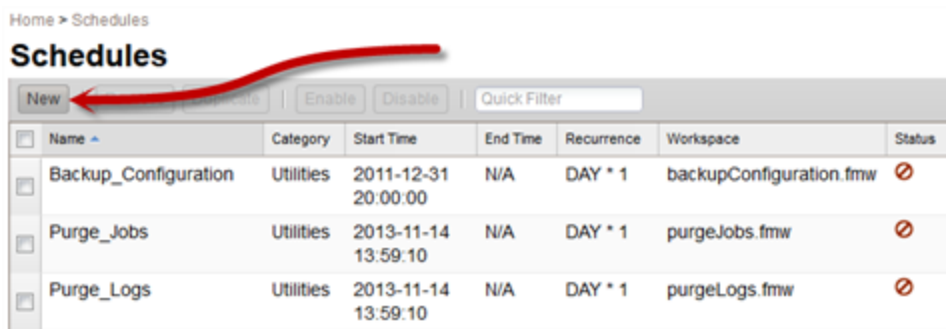 Home > Schedules
Schedules
New Duplicate Enable Disable Quick Filter
Name Category Start Time End Time Recurrence Workspace Status
Backup_Configuration Utilities 2011-12-31 N/A DAY * 1 backupConfiguration.fmw
20:00:00
Purge_Jobs Utilities 2013-11-14 N/A DAY * 1 purgeJobs.fmw
13:59:10
Purge_Logs Utilities 2013-11-14 N/A DAY * 1 purgeLogs.fmw
13:59:10